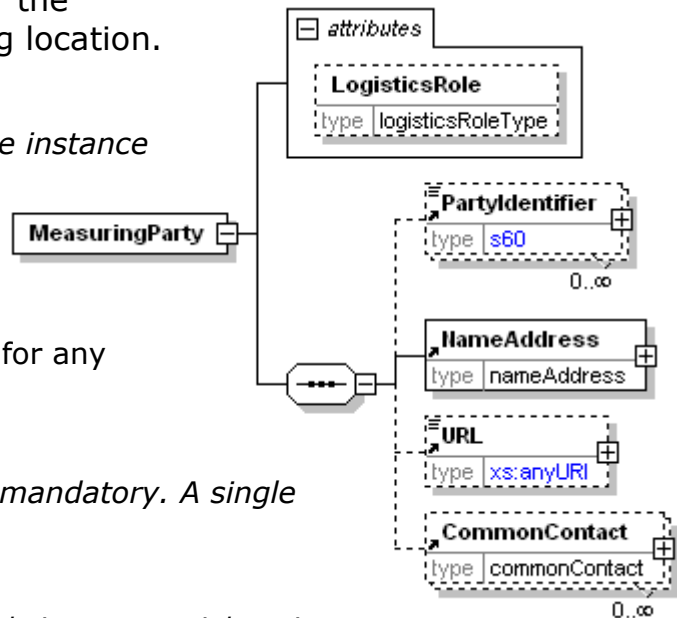 the
g location.
e instance
for any
mandatory. A single
attributes
LogisticsRole
type logisticsRoleType
MeasuringParty
PartyIdentifier
type s60
0..∞
NameAddress
type nameAddress
URL
type xs:anyURI
CommonContact
type commonContact
0..∞